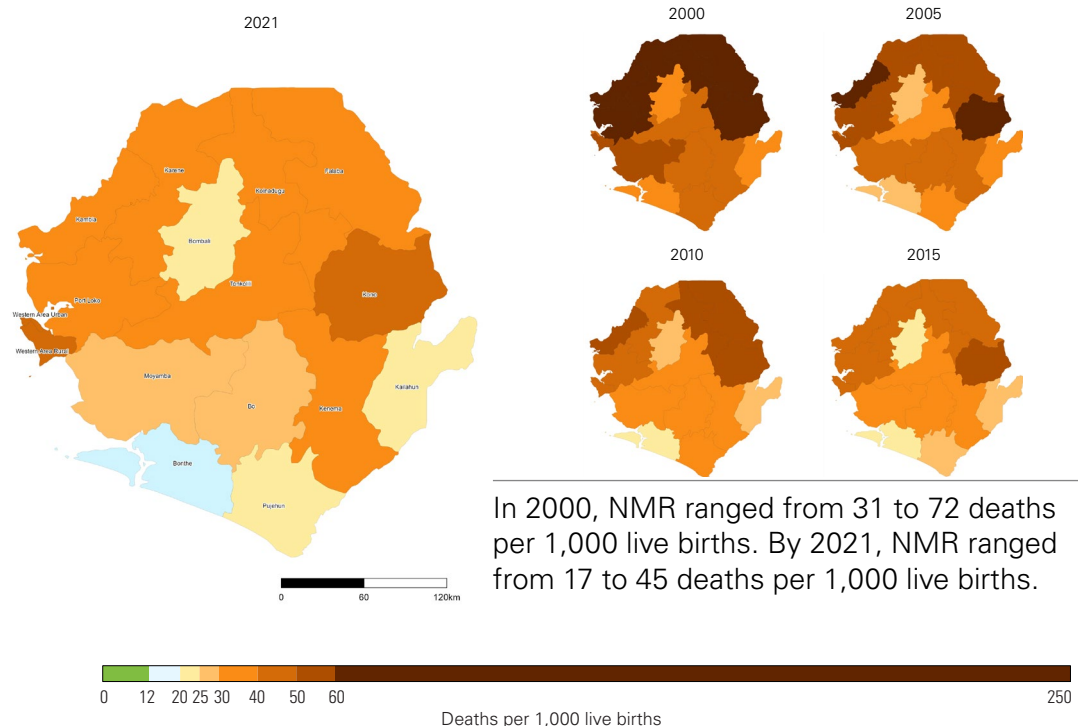 2021
2000
2005
Karene
Falaba
Koinadugu
Kambia
Bombali
Tonkolili
Kono
Port Loko
Western Area Urban
Western Area Rural
Moyamba
Bo
Kenema
Kailahun
Bonthe
Pujehun
0 60 120km
2010
2015
In 2000, NMR ranged from 31 to 72 deaths
per 1,000 live births. By 2021, NMR ranged
from 17 to 45 deaths per 1,000 live births.
0 12 20 25 30 40 50 60 250
Deaths per 1,000 live births